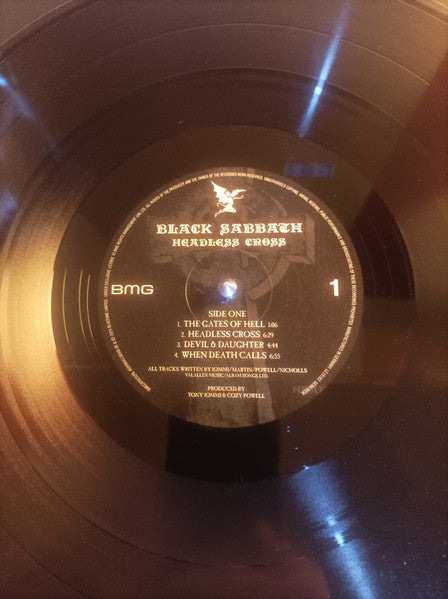 BLACK SABBATH
HEADLESS CROSS
BMG
1
SIDE ONE
1. THE GATES OF HELL 1:06
2. HEADLESS CROSS 6:29
3. DEVIL & DAUGHTER 4:44
4. WHEN DEATH CALLS 6:55
ALL TRACKS WRITTEN BY IOMMI/MARTIN/POWELL/NICHOLLS
VALALLEN MUSIC/ALBAM SONGS LTD.
PRODUCED BY
TONY IOMMI & COZY POWELL